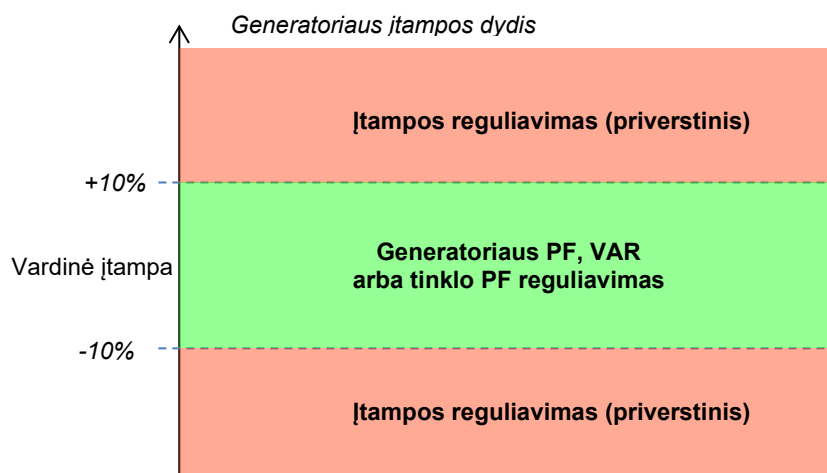 Generatoriaus įtampos dydis
Įtampos reguliavimas (priverstinis)
+10%
Generatoriaus PF, VAR
arba tinklo PF reguliavimas
Vardinė įtampa
-10%
Įtampos reguliavimas (priverstinis)